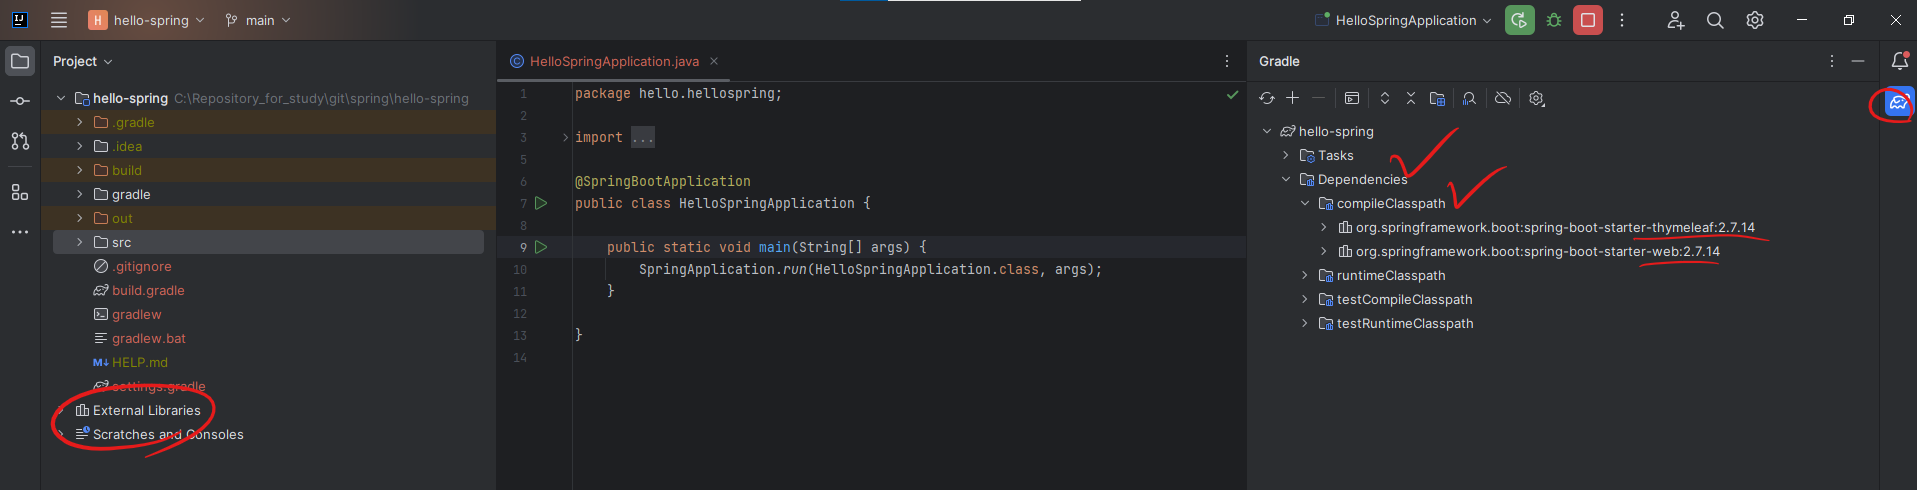 IJ
H hello-spring
main
HelloSpringApplication
Project
hello-spring C:\Repository_for_study\git\spring\hello-spring
.gradle
.idea
build
gradle
out
src
.gitignore
build.gradle
gradlew
gradlew.bat
M↓ HELP.md
settings.gradle
External Libraries
Scratches and Consoles
C HelloSpringApplication.java
1 package hello.hellospring;
2
3 import ...
5
6 @SpringBootApplication
7 public class HelloSpringApplication {
8
9 public static void main(String[] args) {
10 SpringApplication.run(HelloSpringApplication.class, args);
11 }
12
13 }
14
Gradle
hello-spring
Tasks
Dependencies
compileClasspath
org.springframework.boot:spring-boot-starter-thymeleaf:2.7.14
org.springframework.boot:spring-boot-starter-web:2.7.14
runtimeClasspath
testCompileClasspath
testRuntimeClasspath